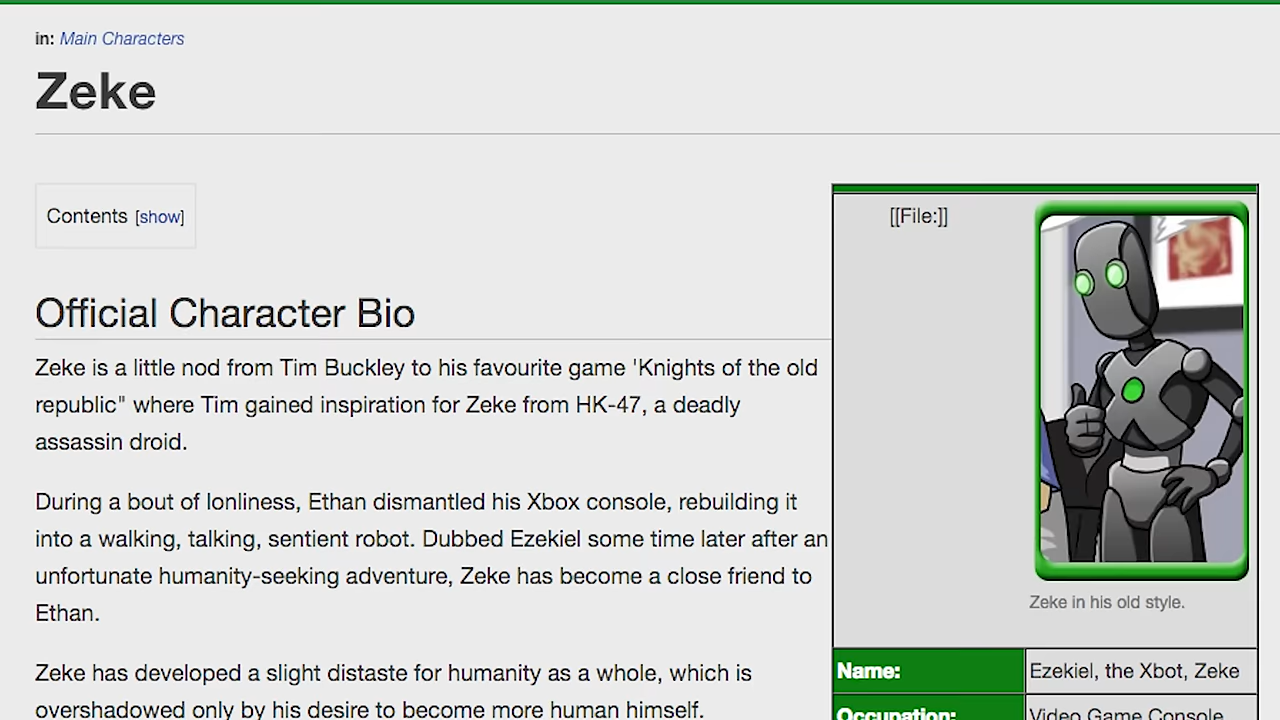 in: Main Characters
Zeke
Contents [show]
Official Character Bio
Zeke is a little nod from Tim Buckley to his favourite game 'Knights of the old
republic" where Tim gained inspiration for Zeke from HK-47, a deadly
assassin droid.
During a bout of lonliness, Ethan dismantled his Xbox console, rebuilding it
into a walking, talking, sentient robot. Dubbed Ezekiel some time later after an
unfortunate humanity-seeking adventure, Zeke has become a close friend to
Ethan.
Zeke has developed a slight distaste for humanity as a whole, which is
overshadowed only by his desire to become more human himself.
[[File:]]
Zeke in his old style.
Name: Ezekiel, the Xbot, Zeke
Occupation: Video Game Console